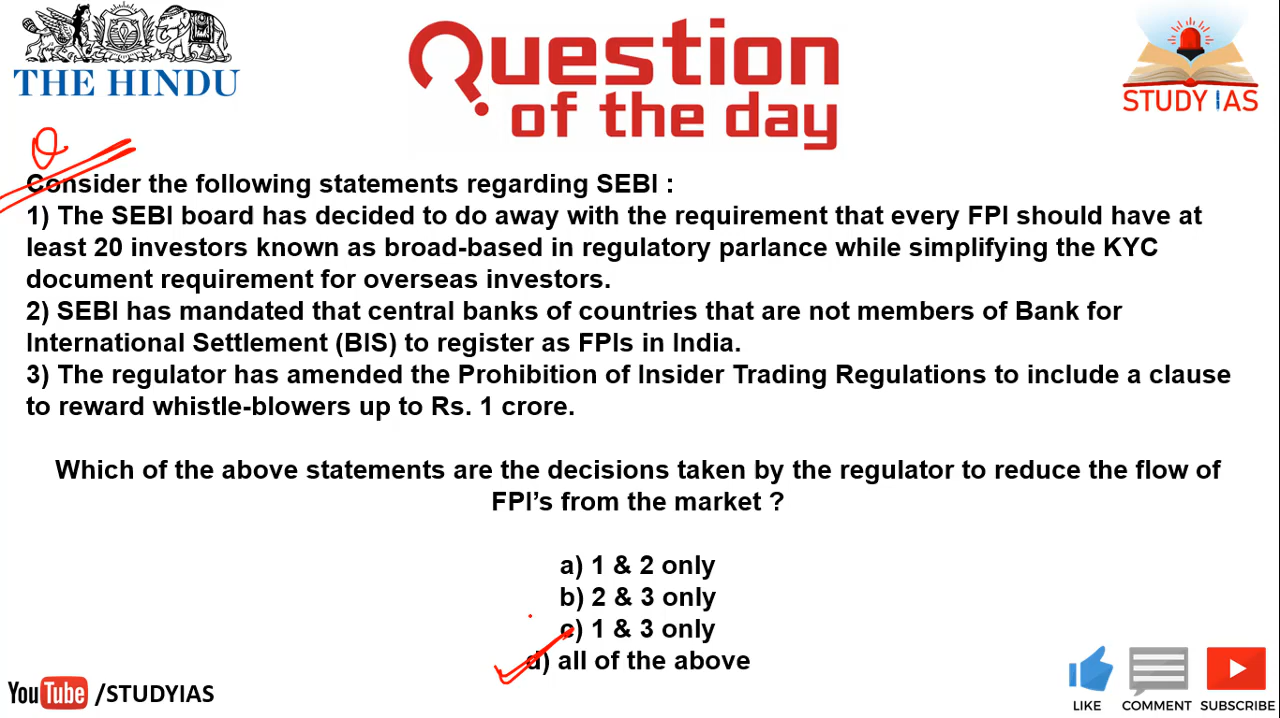 THE HINDU
Question
of the day
STUDY IAS
Q
Consider the following statements regarding SEBI :
1) The SEBI board has decided to do away with the requirement that every FPI should have at
least 20 investors known as broad-based in regulatory parlance while simplifying the KYC
document requirement for overseas investors.
2) SEBI has mandated that central banks of countries that are not members of Bank for
International Settlement (BIS) to register as FPIs in India.
3) The regulator has amended the Prohibition of Insider Trading Regulations to include a clause
to reward whistle-blowers up to Rs. 1 crore.
Which of the above statements are the decisions taken by the regulator to reduce the flow of
FPI’s from the market ?
a) 1 & 2 only
b) 2 & 3 only
c) 1 & 3 only
d) all of the above
YouTube /STUDYIAS
LIKE COMMENT SUBSCRIBE